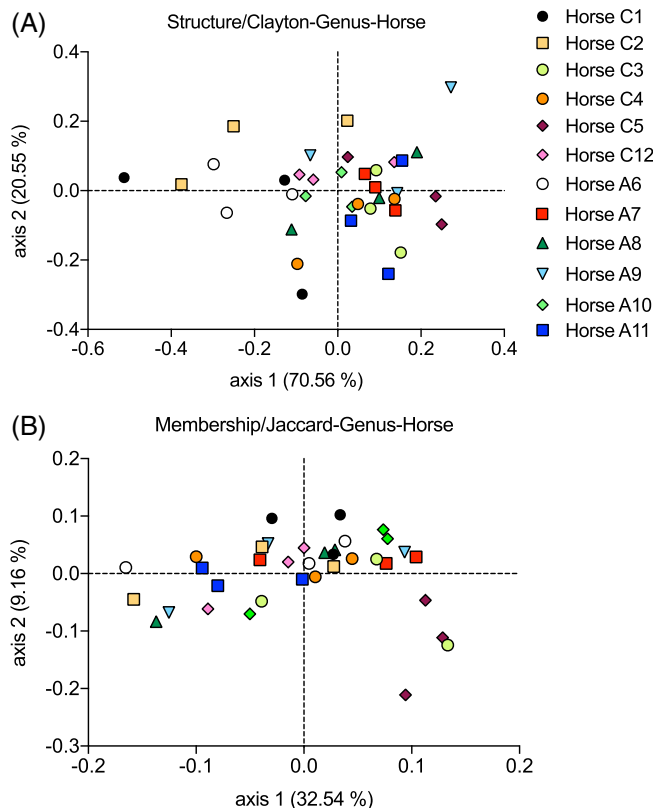 (A)
Structure/Clayton-Genus-Horse
axis 2 (20.55 %)
0.4
0.2
0.0
-0.2
-0.4
-0.6
-0.4
-0.2
0.0
0.2
0.4
axis 1 (70.56 %)
Horse C1
Horse C2
Horse C3
Horse C4
Horse C5
Horse C12
Horse A6
Horse A7
Horse A8
Horse A9
Horse A10
Horse A11
(B)
Membership/Jaccard-Genus-Horse
axis 2 (9.16 %)
0.2
0.1
0.0
-0.1
-0.2
-0.3
-0.2
-0.1
0.0
0.1
0.2
axis 1 (32.54 %)